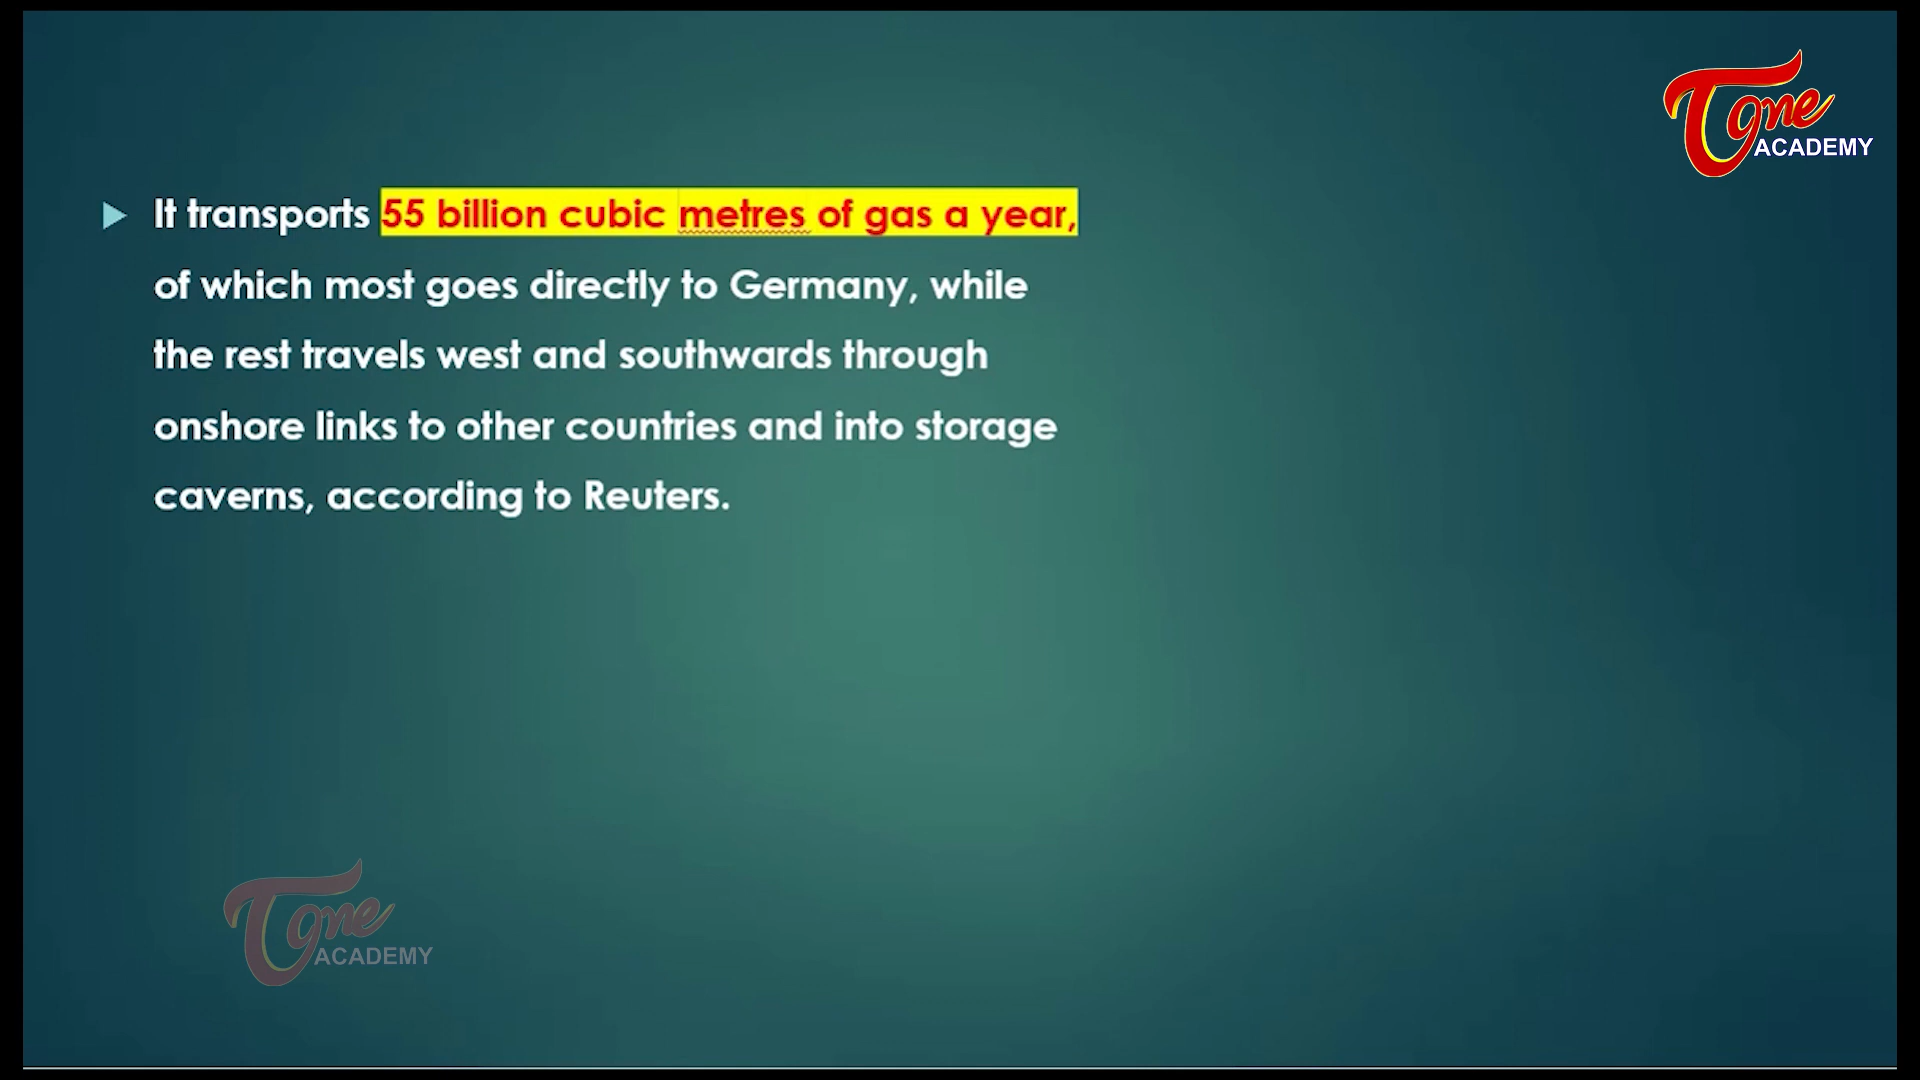 Tone
ACADEMY
It transports 55 billion cubic metres of gas a year,
of which most goes directly to Germany, while
the rest travels west and southwards through
onshore links to other countries and into storage
caverns, according to Reuters.
Tone
ACADEMY